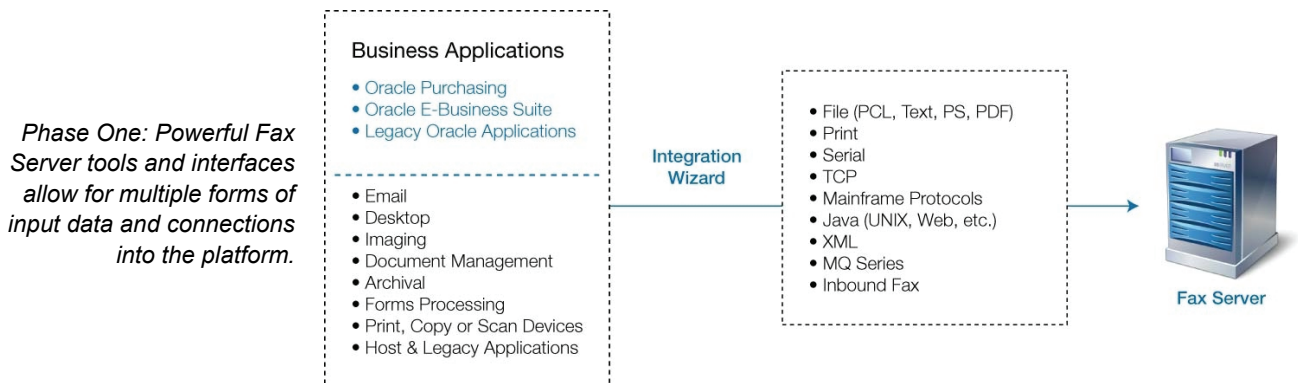 Phase One: Powerful Fax
Server tools and interfaces
allow for multiple forms of
input data and connections
into the platform.
Business Applications
• Oracle Purchasing
• Oracle E-Business Suite
• Legacy Oracle Applications
• Email
• Desktop
• Imaging
• Document Management
• Archival
• Forms Processing
• Print, Copy or Scan Devices
• Host & Legacy Applications
Integration
Wizard
• File (PCL, Text, PS, PDF)
• Print
• Serial
• TCP
• Mainframe Protocols
• Java (UNIX, Web, etc.)
• XML
• MQ Series
• Inbound Fax
Fax Server